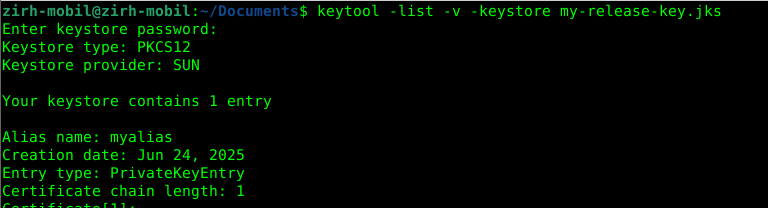 zirh-mobil@zirh-mobil:~/Documents$ keytool -list -v -keystore my-release-key.jks
Enter keystore password:
Keystore type: PKCS12
Keystore provider: SUN
Your keystore contains 1 entry
Alias name: myalias
Creation date: Jun 24, 2025
Entry type: PrivateKeyEntry
Certificate chain length: 1
Certificate[1]: